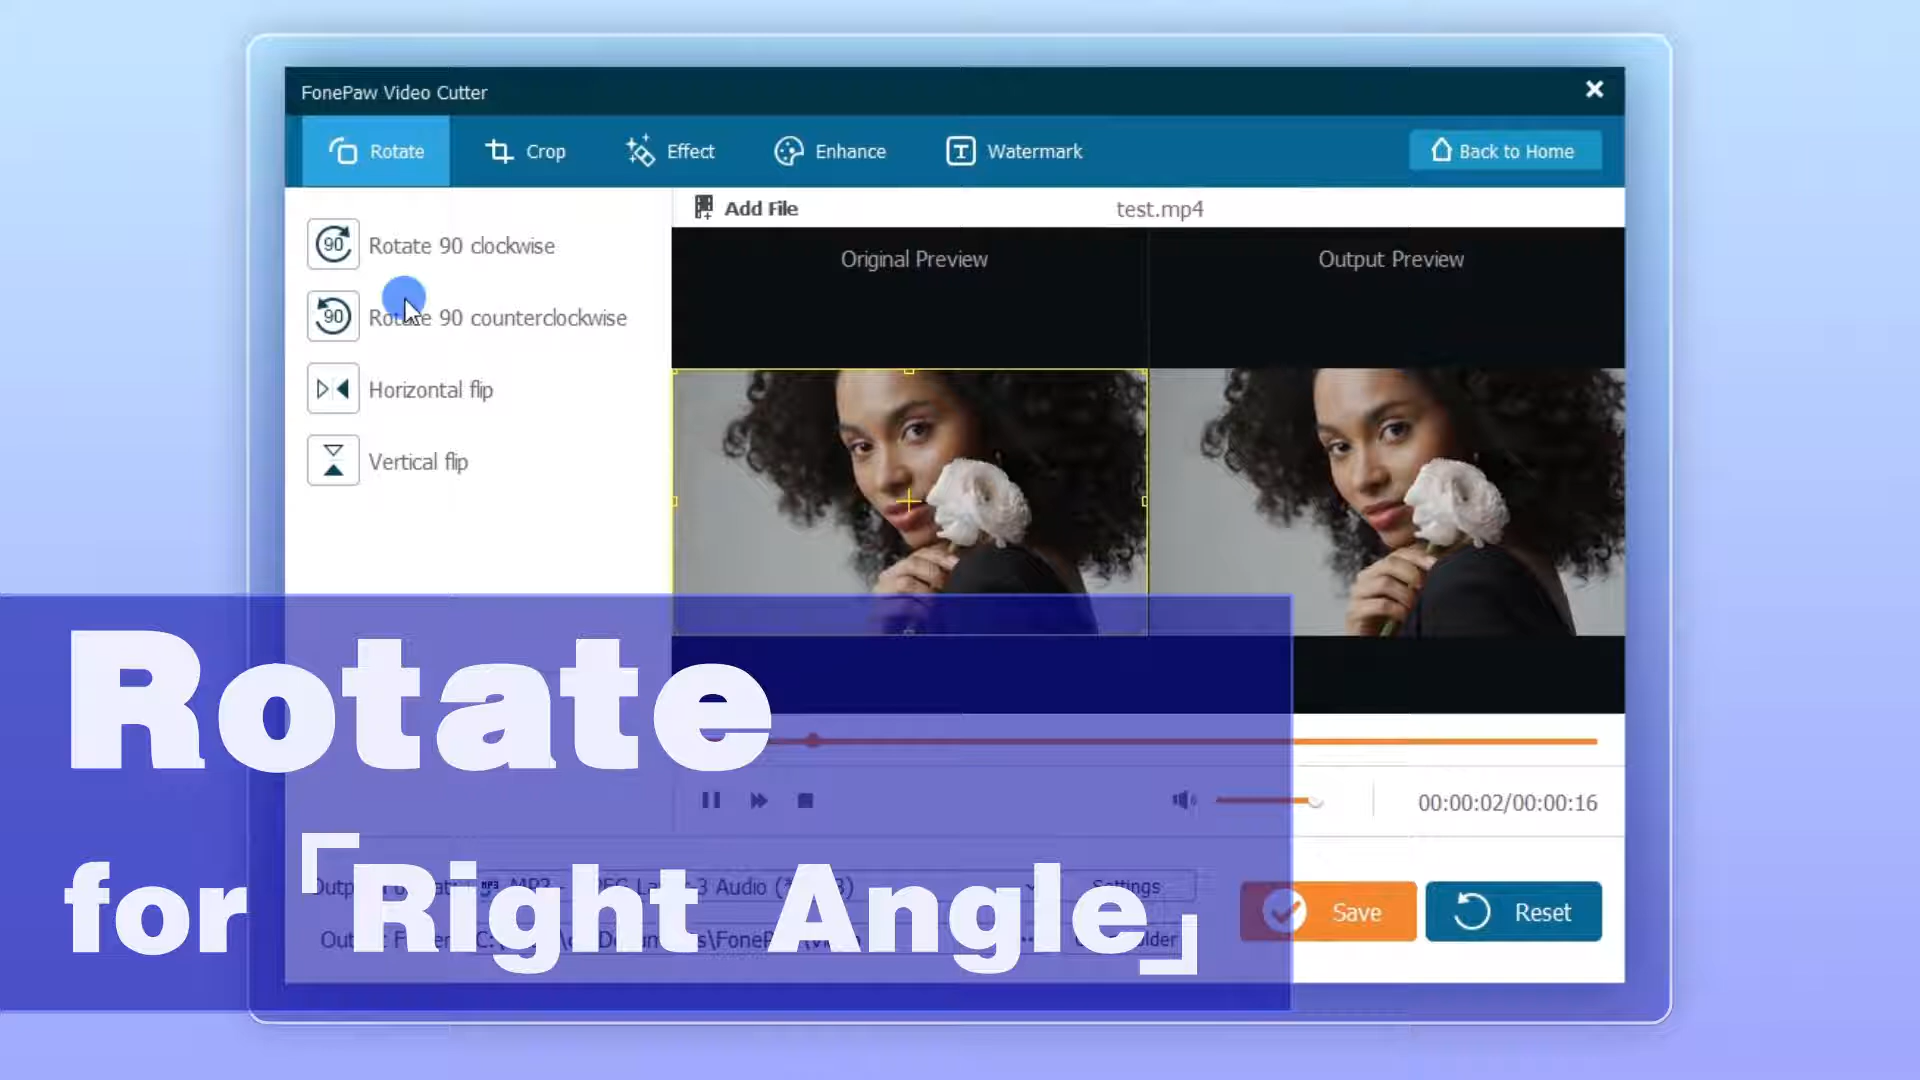 FonePaw Video Cutter
Rotate
Crop
Effect
Enhance
Watermark
Back to Home
Add File
test.mp4
90 Rotate 90 clockwise
90 Rotate 90 counterclockwise
Horizontal flip
Vertical flip
Original Preview
Output Preview
00:00:02/00:00:16
Settings
Save
Reset
Rotate
for「Right Angle」